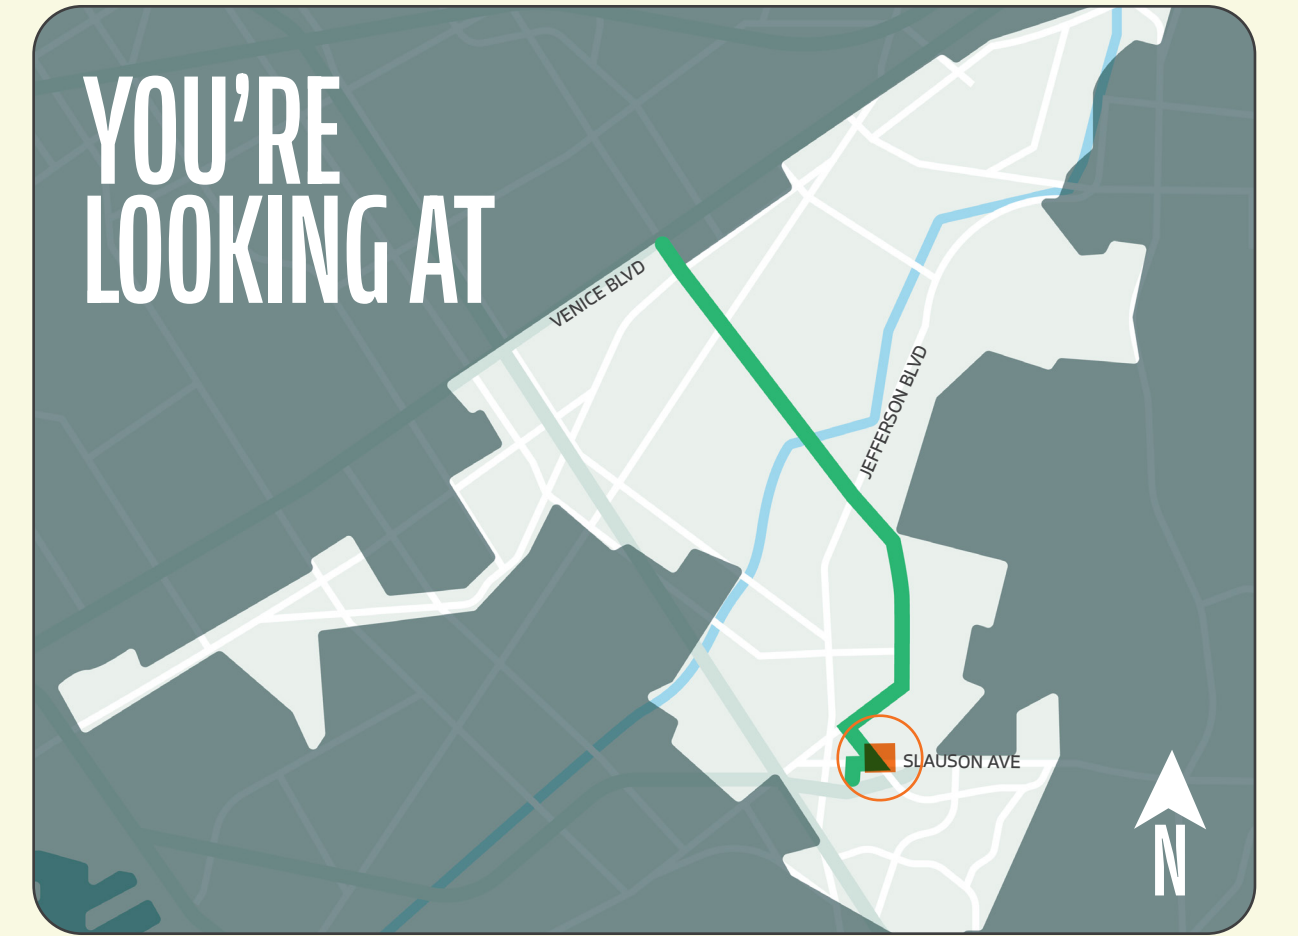 YOU'RE
LOOKING AT
VENICE BLVD
JEFFERSON BLVD
SLAUSON AVE
N